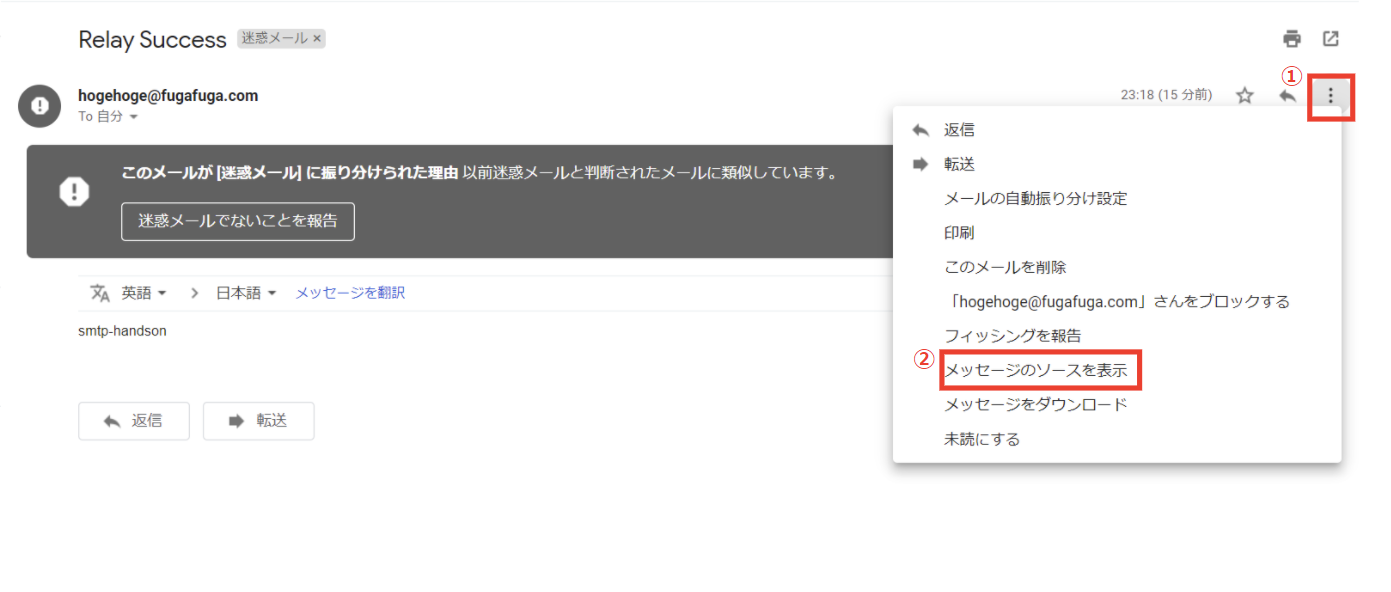 Relay Success 迷惑メール ×
①
hogehoge@fugafuga.com 23:18 (15 分前)
To 自分
このメールが [迷惑メール] に振り分けられた理由 以前迷惑メールと判断されたメールに類似しています。
迷惑メールでないことを報告
英語 > 日本語 メッセージを翻訳
smtp-handson
返信 転送
返信
転送
メールの自動振り分け設定
印刷
このメールを削除
「hogehoge@fugafuga.com」さんをブロックする
フィッシングを報告
② メッセージのソースを表示
メッセージをダウンロード
未読にする